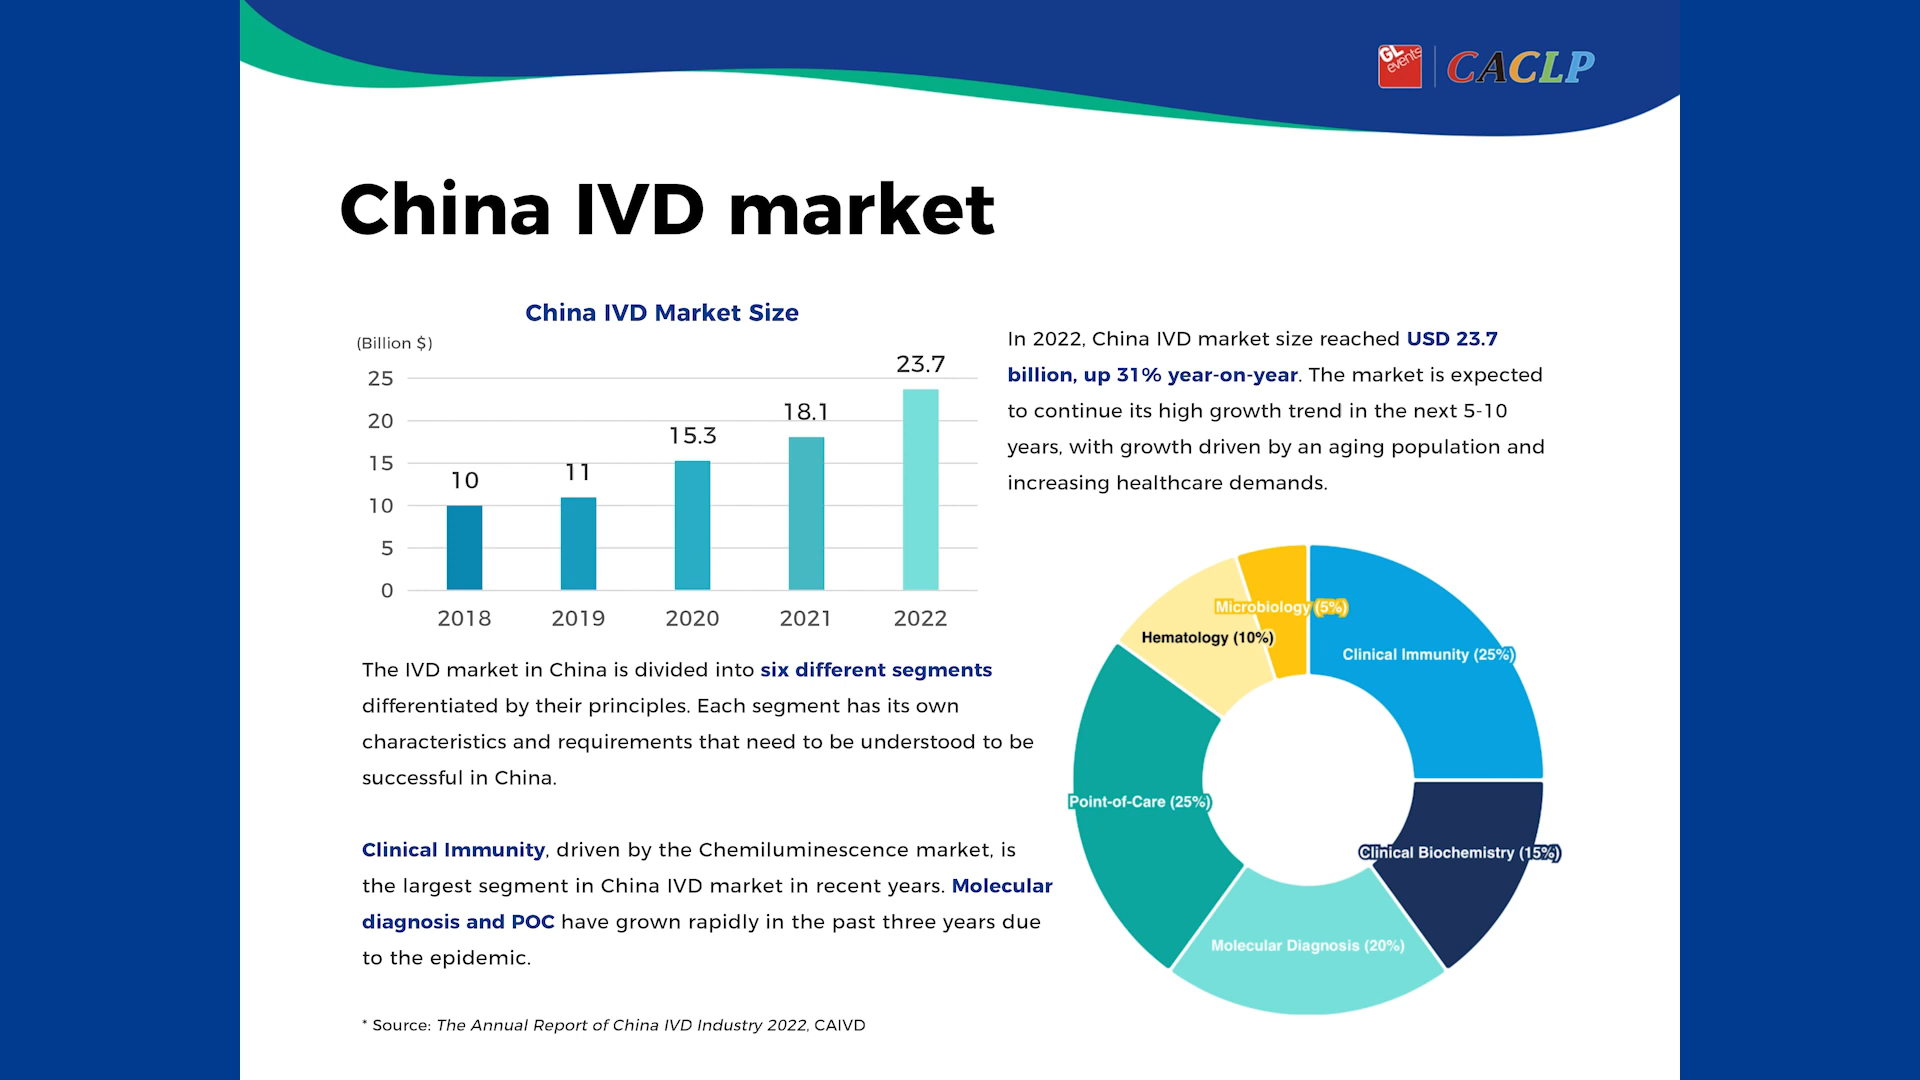 GL events
CACLP
China IVD market
China IVD Market Size
(Billion $)
25
20
15
10
5
0
10
11
15.3
18.1
23.7
2018
2019
2020
2021
2022
In 2022, China IVD market size reached USD 23.7
billion, up 31% year-on-year. The market is expected
to continue its high growth trend in the next 5-10
years, with growth driven by an aging population and
increasing healthcare demands.
The IVD market in China is divided into six different segments
differentiated by their principles. Each segment has its own
characteristics and requirements that need to be understood to be
successful in China.
Clinical Immunity, driven by the Chemiluminescence market, is
the largest segment in China IVD market in recent years. Molecular
diagnosis and POC have grown rapidly in the past three years due
to the epidemic.
Microbiology (5%)
Hematology (10%)
Clinical Immunity (25%)
Point-of-Care (25%)
Clinical Biochemistry (15%)
Molecular Diagnosis (20%)
* Source: The Annual Report of China IVD Industry 2022, CAIVD